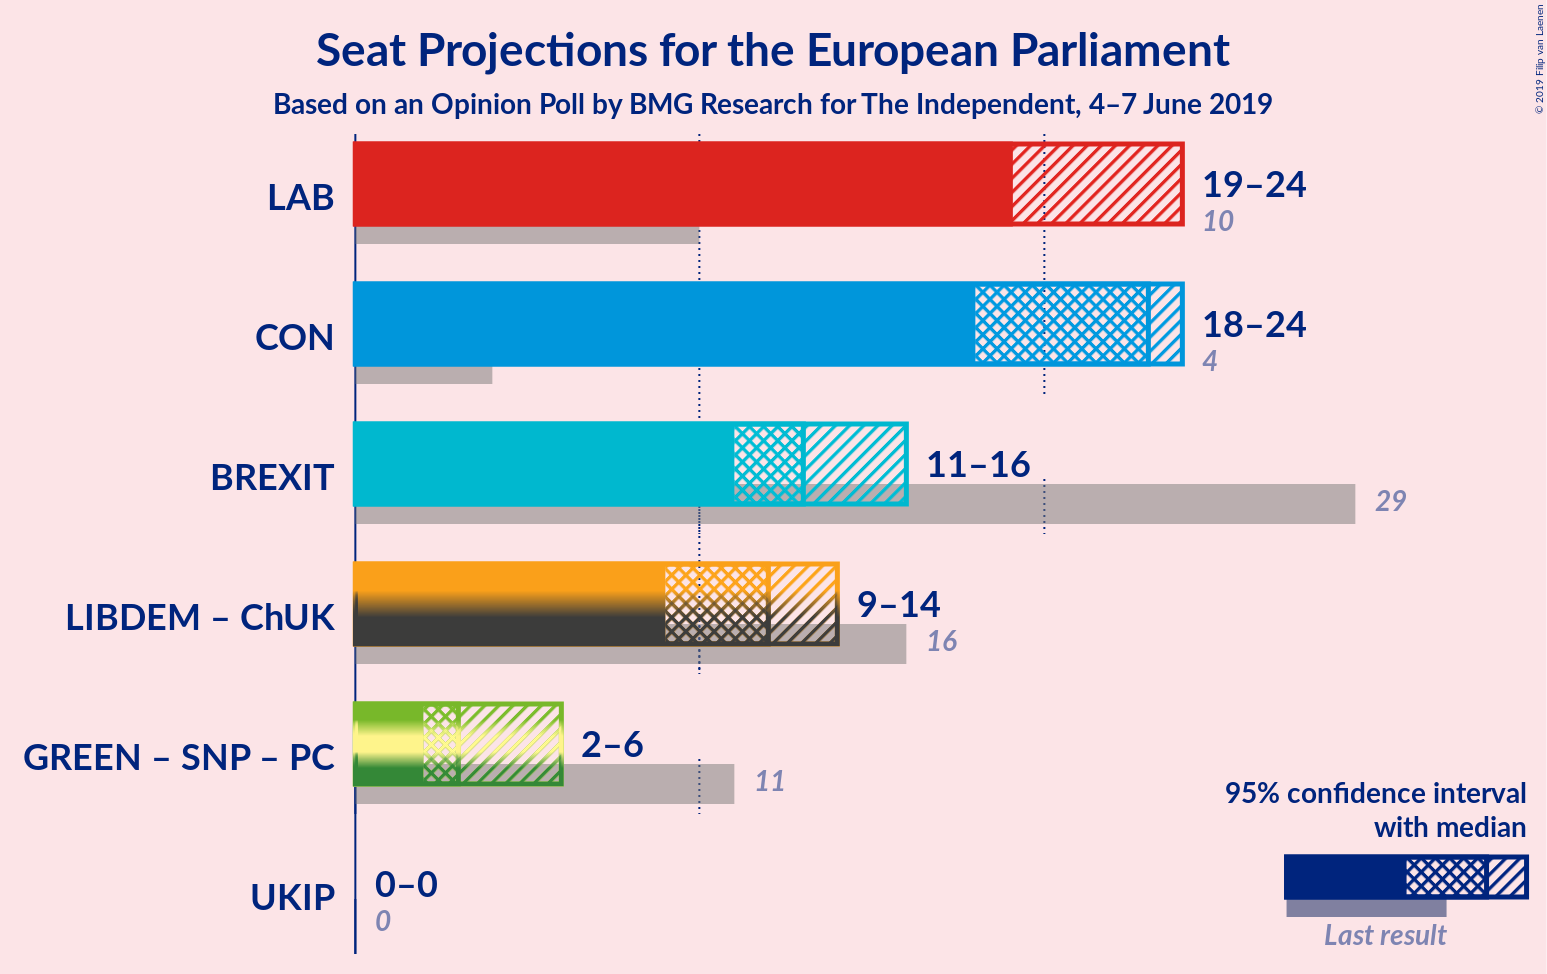 Seat Projections for the European Parliament
Based on an Opinion Poll by BMG Research for The Independent, 4–7 June 2019
© 2019 Filip van Laenen
LAB
19–24
10
CON
18–24
4
BREXIT
11–16
29
LIBDEM – ChUK
9–14
16
GREEN – SNP – PC
2–6
11
UKIP
0–0
0
95% confidence interval
with median
Last result